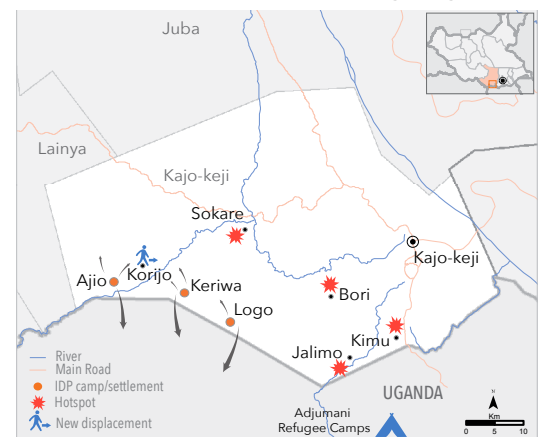 Juba
Lainya
Kajo-keji
Sokare
Kajo-keji
Ajio
Korijo
Keriwa
Bori
Logo
Kimu
Jalimo
River
Main Road
IDP camp/settlement
Hotspot
New displacement
UGANDA
Adjumani
Refugee Camps
N
Km
0 5 10